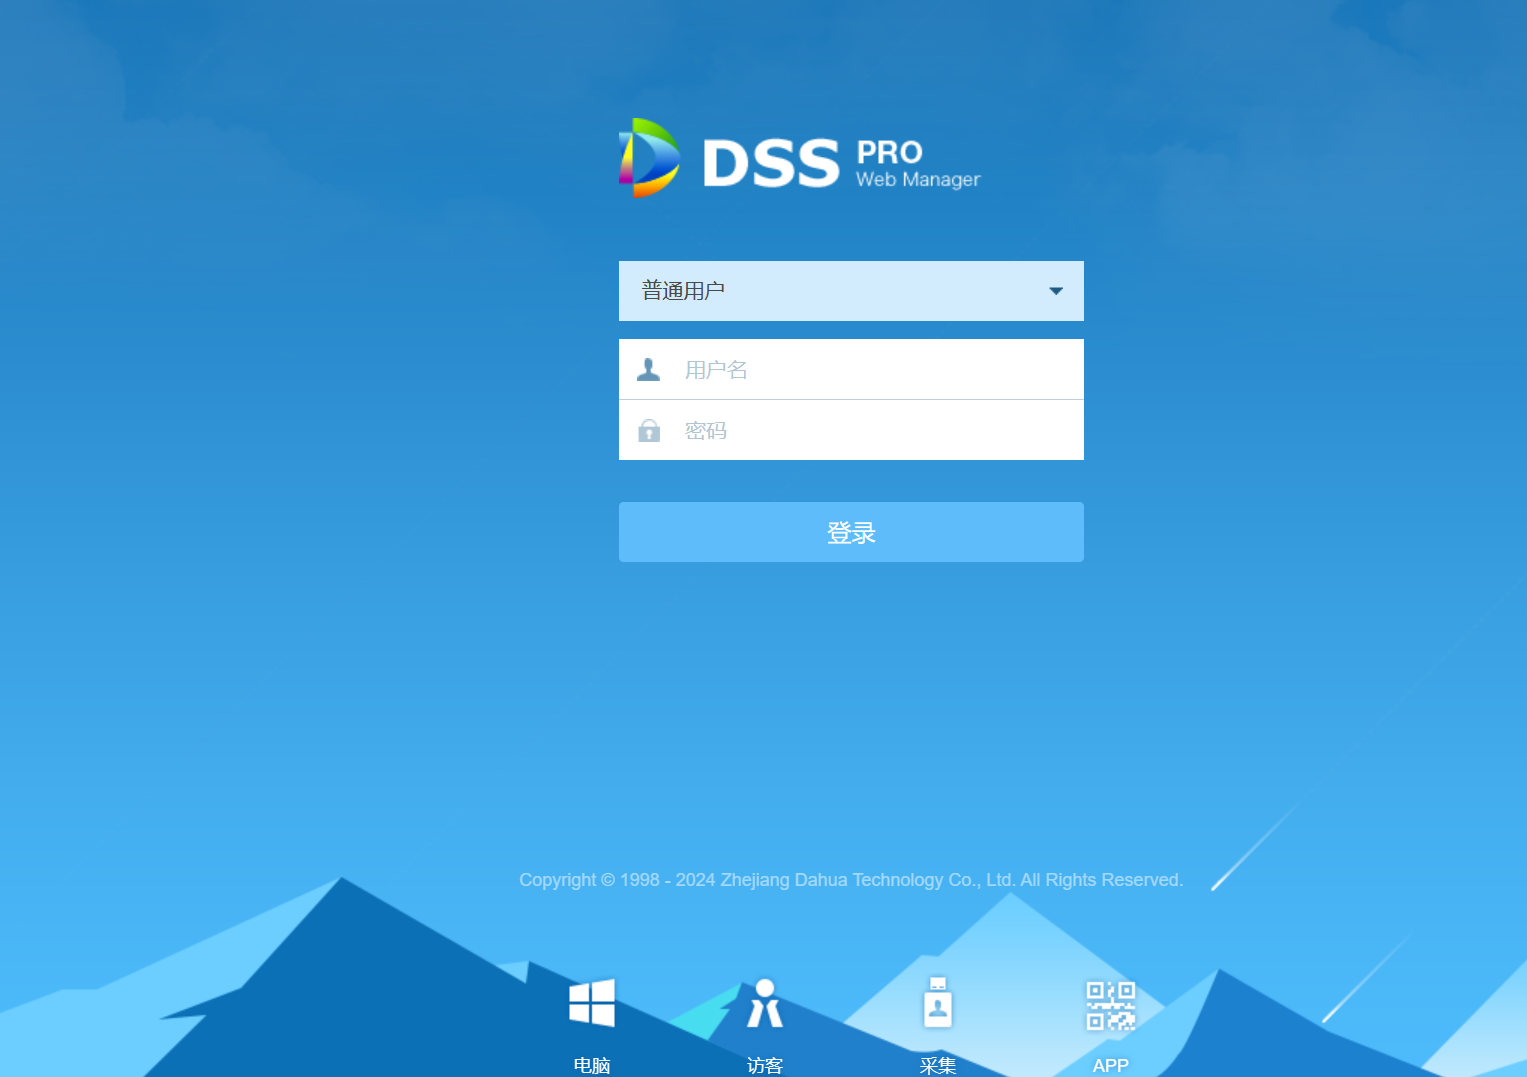 DSS PRO
Web Manager
普通用户
用户名
密码
登录
Copyright © 1998 - 2024 Zhejiang Dahua Technology Co., Ltd. All Rights Reserved.
电脑 访客 采集 APP